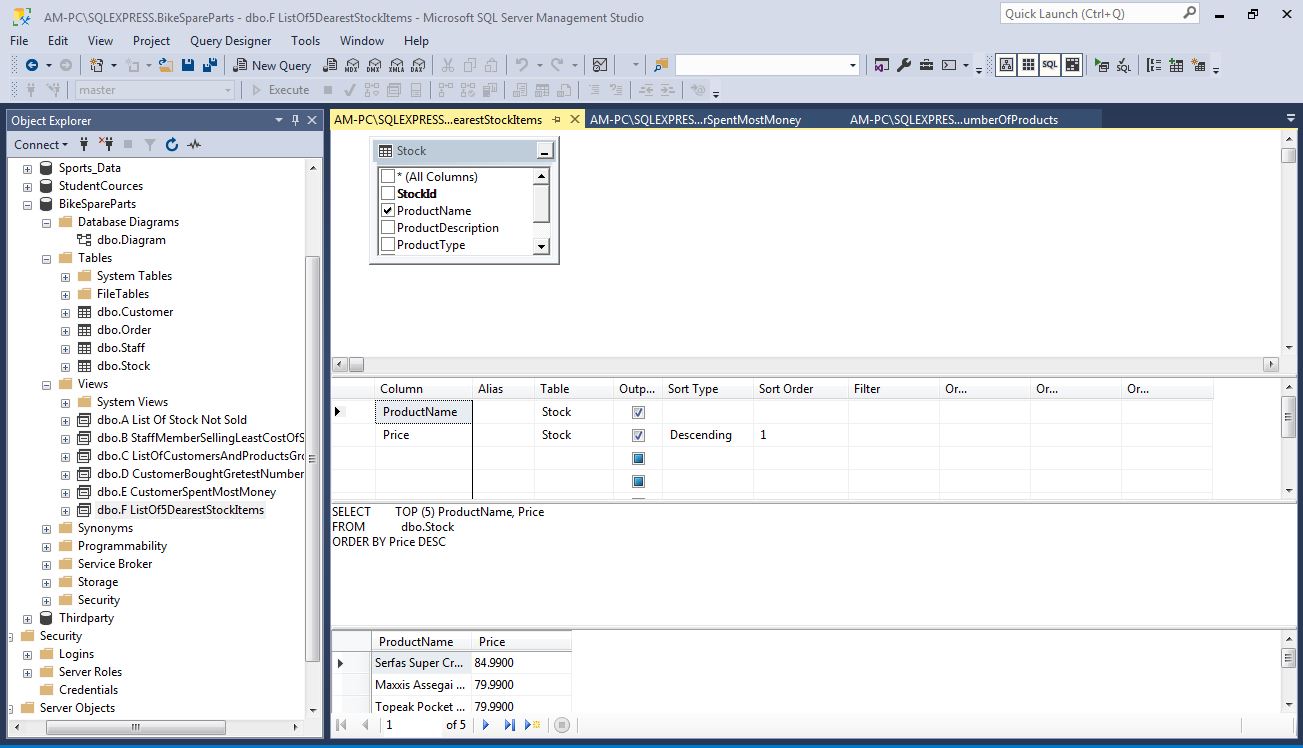 AM-PC\SQLEXPRESS.BikeSpareParts - dbo.F ListOf5DearestStockItems - Microsoft SQL Server Management Studio
Quick Launch (Ctrl+Q)
File Edit View Project Query Designer Tools Window Help
New Query MDX DMX XMLA DAX SQL SQL
master Execute
Object Explorer
Connect
Sports_Data
StudentCources
BikeSpareParts
Database Diagrams
dbo.Diagram
Tables
System Tables
FileTables
dbo.Customer
dbo.Order
dbo.Staff
dbo.Stock
Views
System Views
dbo.A List Of Stock Not Sold
dbo.B StaffMemberSellingLeastCostOfS
dbo.C ListOfCustomersAndProductsGro
dbo.D CustomerBoughtGretestNumber
dbo.E CustomerSpentMostMoney
dbo.F ListOf5DearestStockItems
Synonyms
Programmability
Service Broker
Storage
Security
Thirdparty
Security
Logins
Server Roles
Credentials
Server Objects
AM-PC\SQLEXPRESS...earestStockItems AM-PC\SQLEXPRES...rSpentMostMoney AM-PC\SQLEXPRES...umberOfProducts
Stock
* (All Columns)
StockId
ProductName
ProductDescription
ProductType
Column Alias Table Outp... Sort Type Sort Order Filter Or... Or... Or...
ProductName Stock
Price Stock Descending 1
SELECT TOP (5) ProductName, Price
FROM dbo.Stock
ORDER BY Price DESC
ProductName Price
Serfas Super Cr... 84.9900
Maxxis Assegai ... 79.9900
Topeak Pocket ... 79.9900
1 of 5